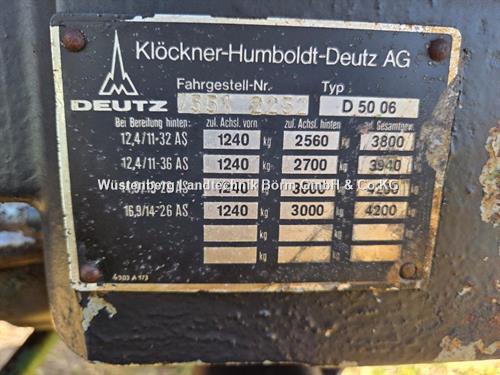 Klöckner-Humboldt-Deutz AG
DEUTZ
Fahrgestell-Nr. Typ
D 50 06
Bei Bereifung hinten: zul. Achsl. vorn zul. Achsl. hinten zul. Gesamtgew.
12,4/11-32 AS 1240 kg 2560 kg 3800
12,4/11-36 AS 1240 kg 2700 kg 3940
Wüstenberg Landtechnik Börm GmbH & Co.KG
16,9/14-26 AS 1240 kg 3000 kg 4200
kg kg
kg kg